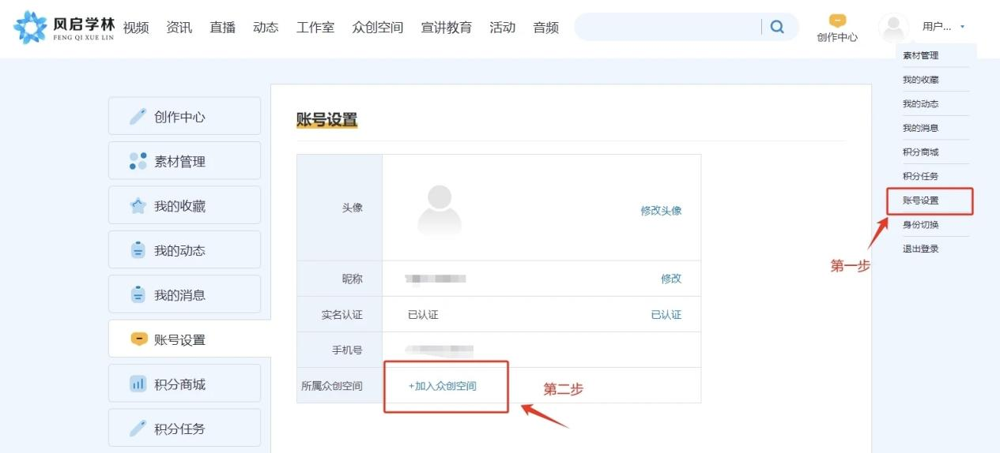 风启学林
FENG QI XUE LIN
视频 资讯 直播 动态 工作室 众创空间 宣讲教育 活动 音频
创作中心
用户...
素材管理
我的收藏
我的动态
我的消息
积分商城
积分任务
账号设置
身份切换
退出登录
第一步
创作中心
素材管理
我的收藏
我的动态
我的消息
账号设置
积分商城
积分任务
账号设置
头像 修改头像
昵称 修改
实名认证 已认证 已认证
手机号
所属众创空间 +加入众创空间
第二步